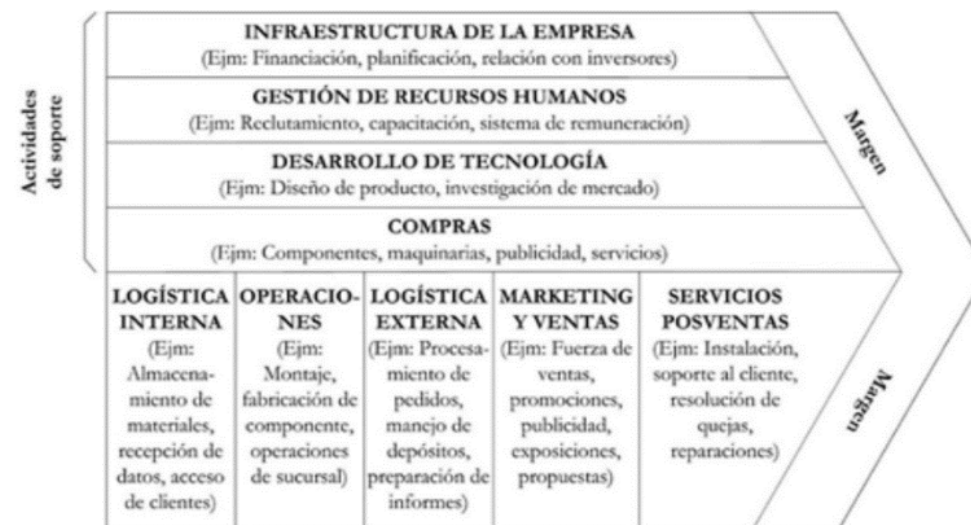 Actividades
de soporte
INFRAESTRUCTURA DE LA EMPRESA
(Ejm: Financiación, planificación, relación con inversores)
GESTIÓN DE RECURSOS HUMANOS
(Ejm: Reclutamiento, capacitación, sistema de remuneración)
DESARROLLO DE TECNOLOGÍA
(Ejm: Diseño de producto, investigación de mercado)
COMPRAS
(Ejm: Componentes, maquinarias, publicidad, servicios)
Margen
LOGÍSTICA
INTERNA
(Ejm:
Almacena-
miento de
materiales,
recepción de
datos, acceso
de clientes)
OPERACIO-
NES
(Ejm:
Montaje,
fabricación de
componente,
operaciones
de sucursal)
LOGÍSTICA
EXTERNA
(Ejm: Procesa-
miento de
pedidos,
manejo de
depósitos,
preparación de
informes)
MARKETING
Y VENTAS
(Ejm: Fuerza de
ventas,
promociones,
publicidad,
exposiciones,
propuestas)
SERVICIOS
POSVENTAS
(Ejm: Instalación,
soporte al cliente,
resolución de
quejas,
reparaciones)
Margen